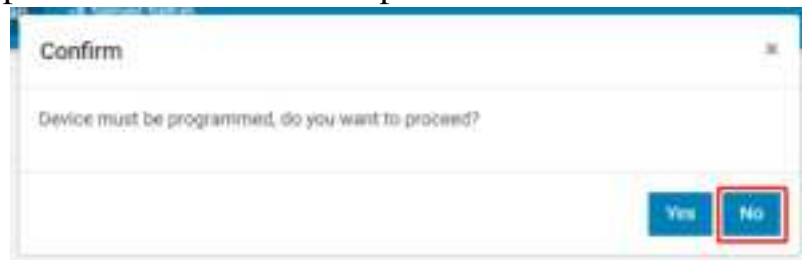 Confirm
×
Device must be programmed, do you want to proceed?
Yes
No